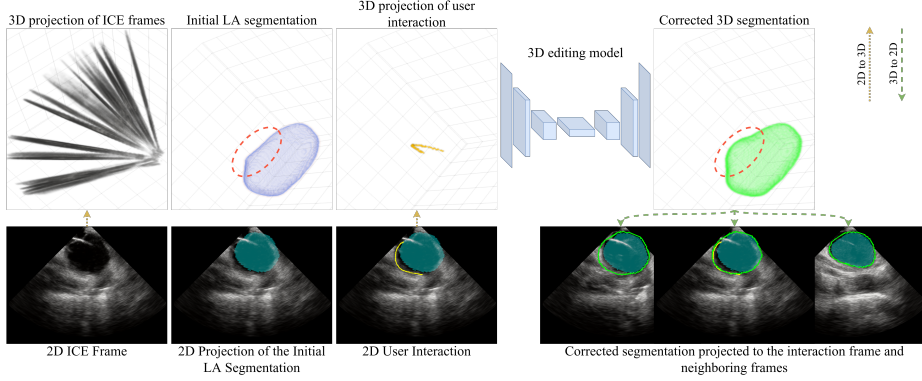 3D projection of ICE frames
Initial LA segmentation
3D projection of user
interaction
3D editing model
Corrected 3D segmentation
2D to 3D
3D to 2D
2D ICE Frame
2D Projection of the Initial
LA Segmentation
2D User Interaction
Corrected segmentation projected to the interaction frame and
neighboring frames